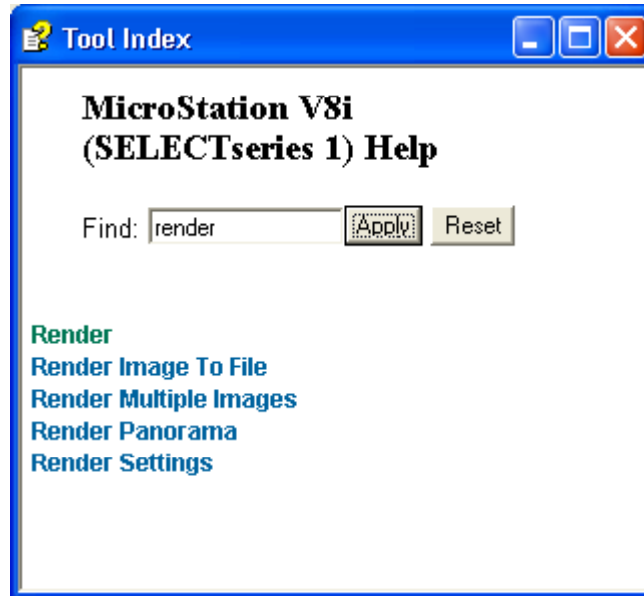 Tool Index
MicroStation V8i
(SELECTseries 1) Help
Find: render Apply Reset
Render
Render Image To File
Render Multiple Images
Render Panorama
Render Settings